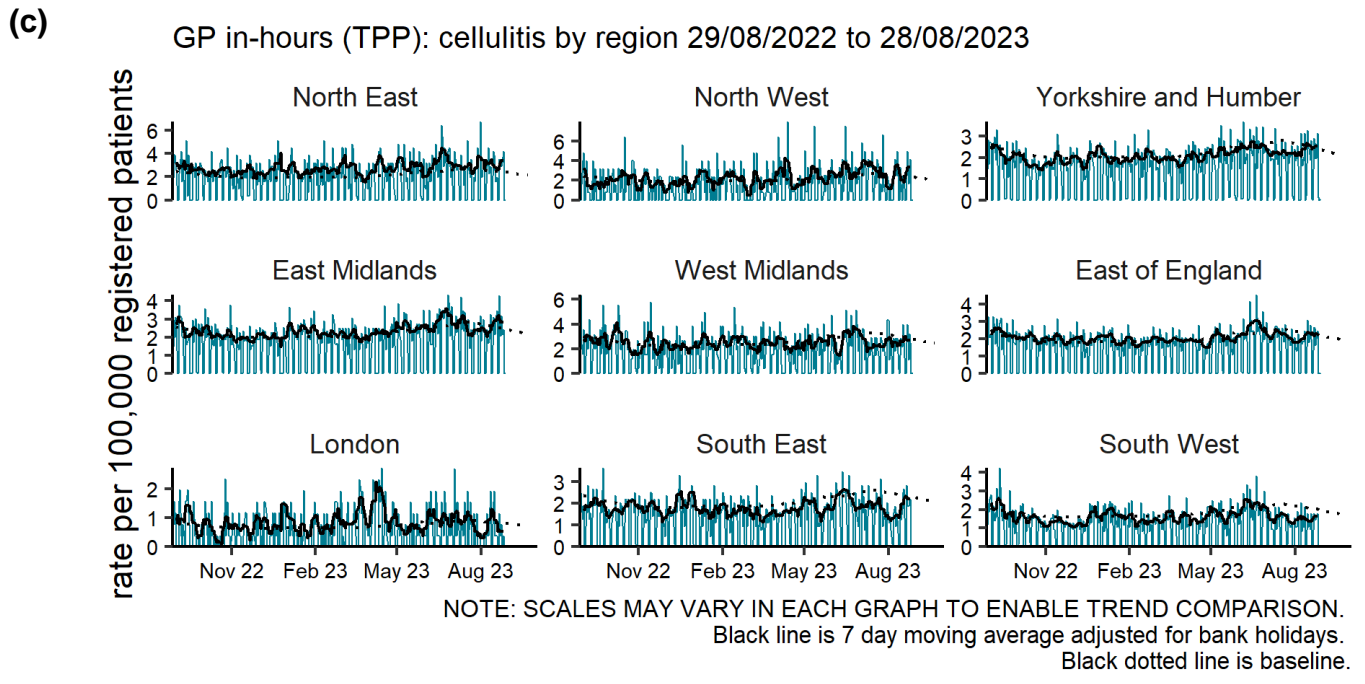 (c)
GP in-hours (TPP): cellulitis by region 29/08/2022 to 28/08/2023
rate per 100,000 registered patients
North East
6
4
2
0
North West
6
4
2
0
Yorkshire and Humber
3
2
1
0
East Midlands
4
3
2
1
0
West Midlands
6
4
2
0
East of England
4
3
2
1
0
London
2
1
0
Nov 22 Feb 23 May 23 Aug 23
South East
3
2
1
0
Nov 22 Feb 23 May 23 Aug 23
South West
4
3
2
1
0
Nov 22 Feb 23 May 23 Aug 23
NOTE: SCALES MAY VARY IN EACH GRAPH TO ENABLE TREND COMPARISON.
Black line is 7 day moving average adjusted for bank holidays.
Black dotted line is baseline.